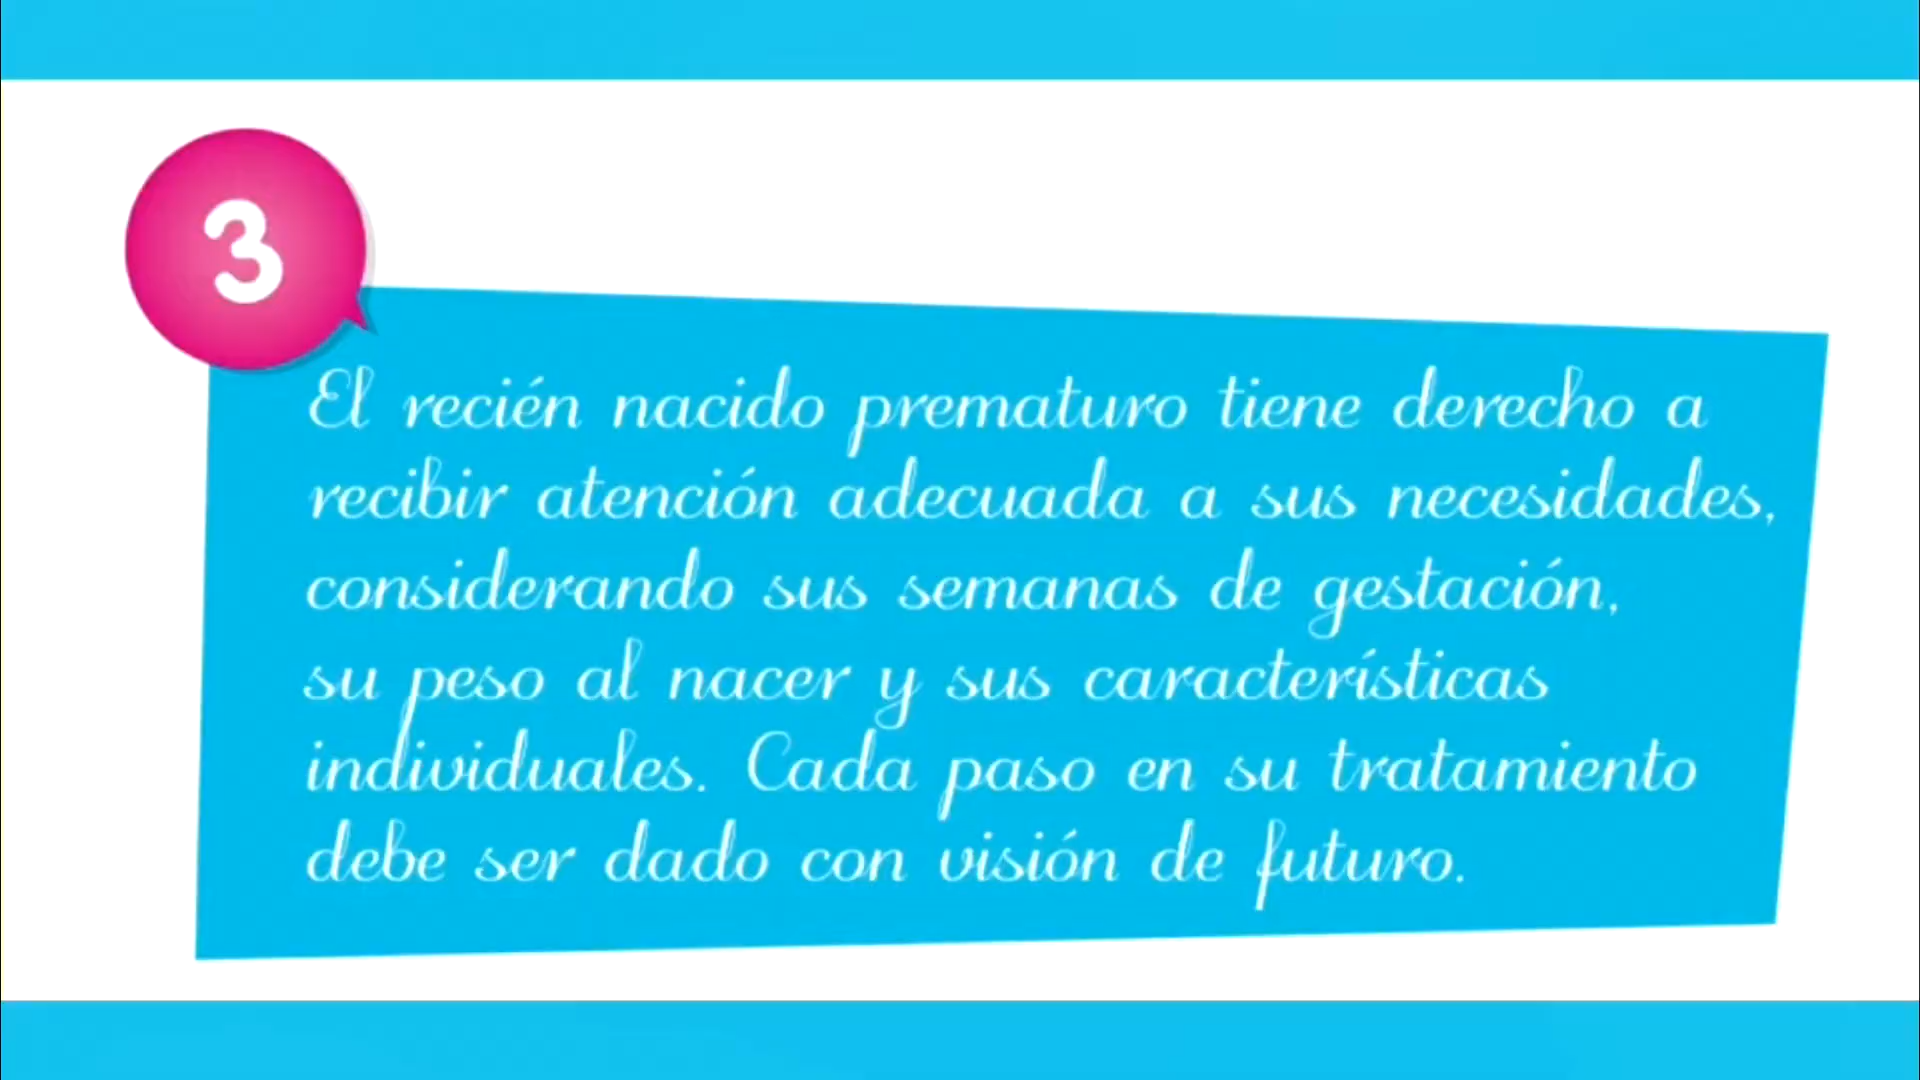 3
El recién nacido prematuro tiene derecho a
recibir atención adecuada a sus necesidades,
considerando sus semanas de gestación,
su peso al nacer y sus características
individuales. Cada paso en su tratamiento
debe ser dado con visión de futuro.